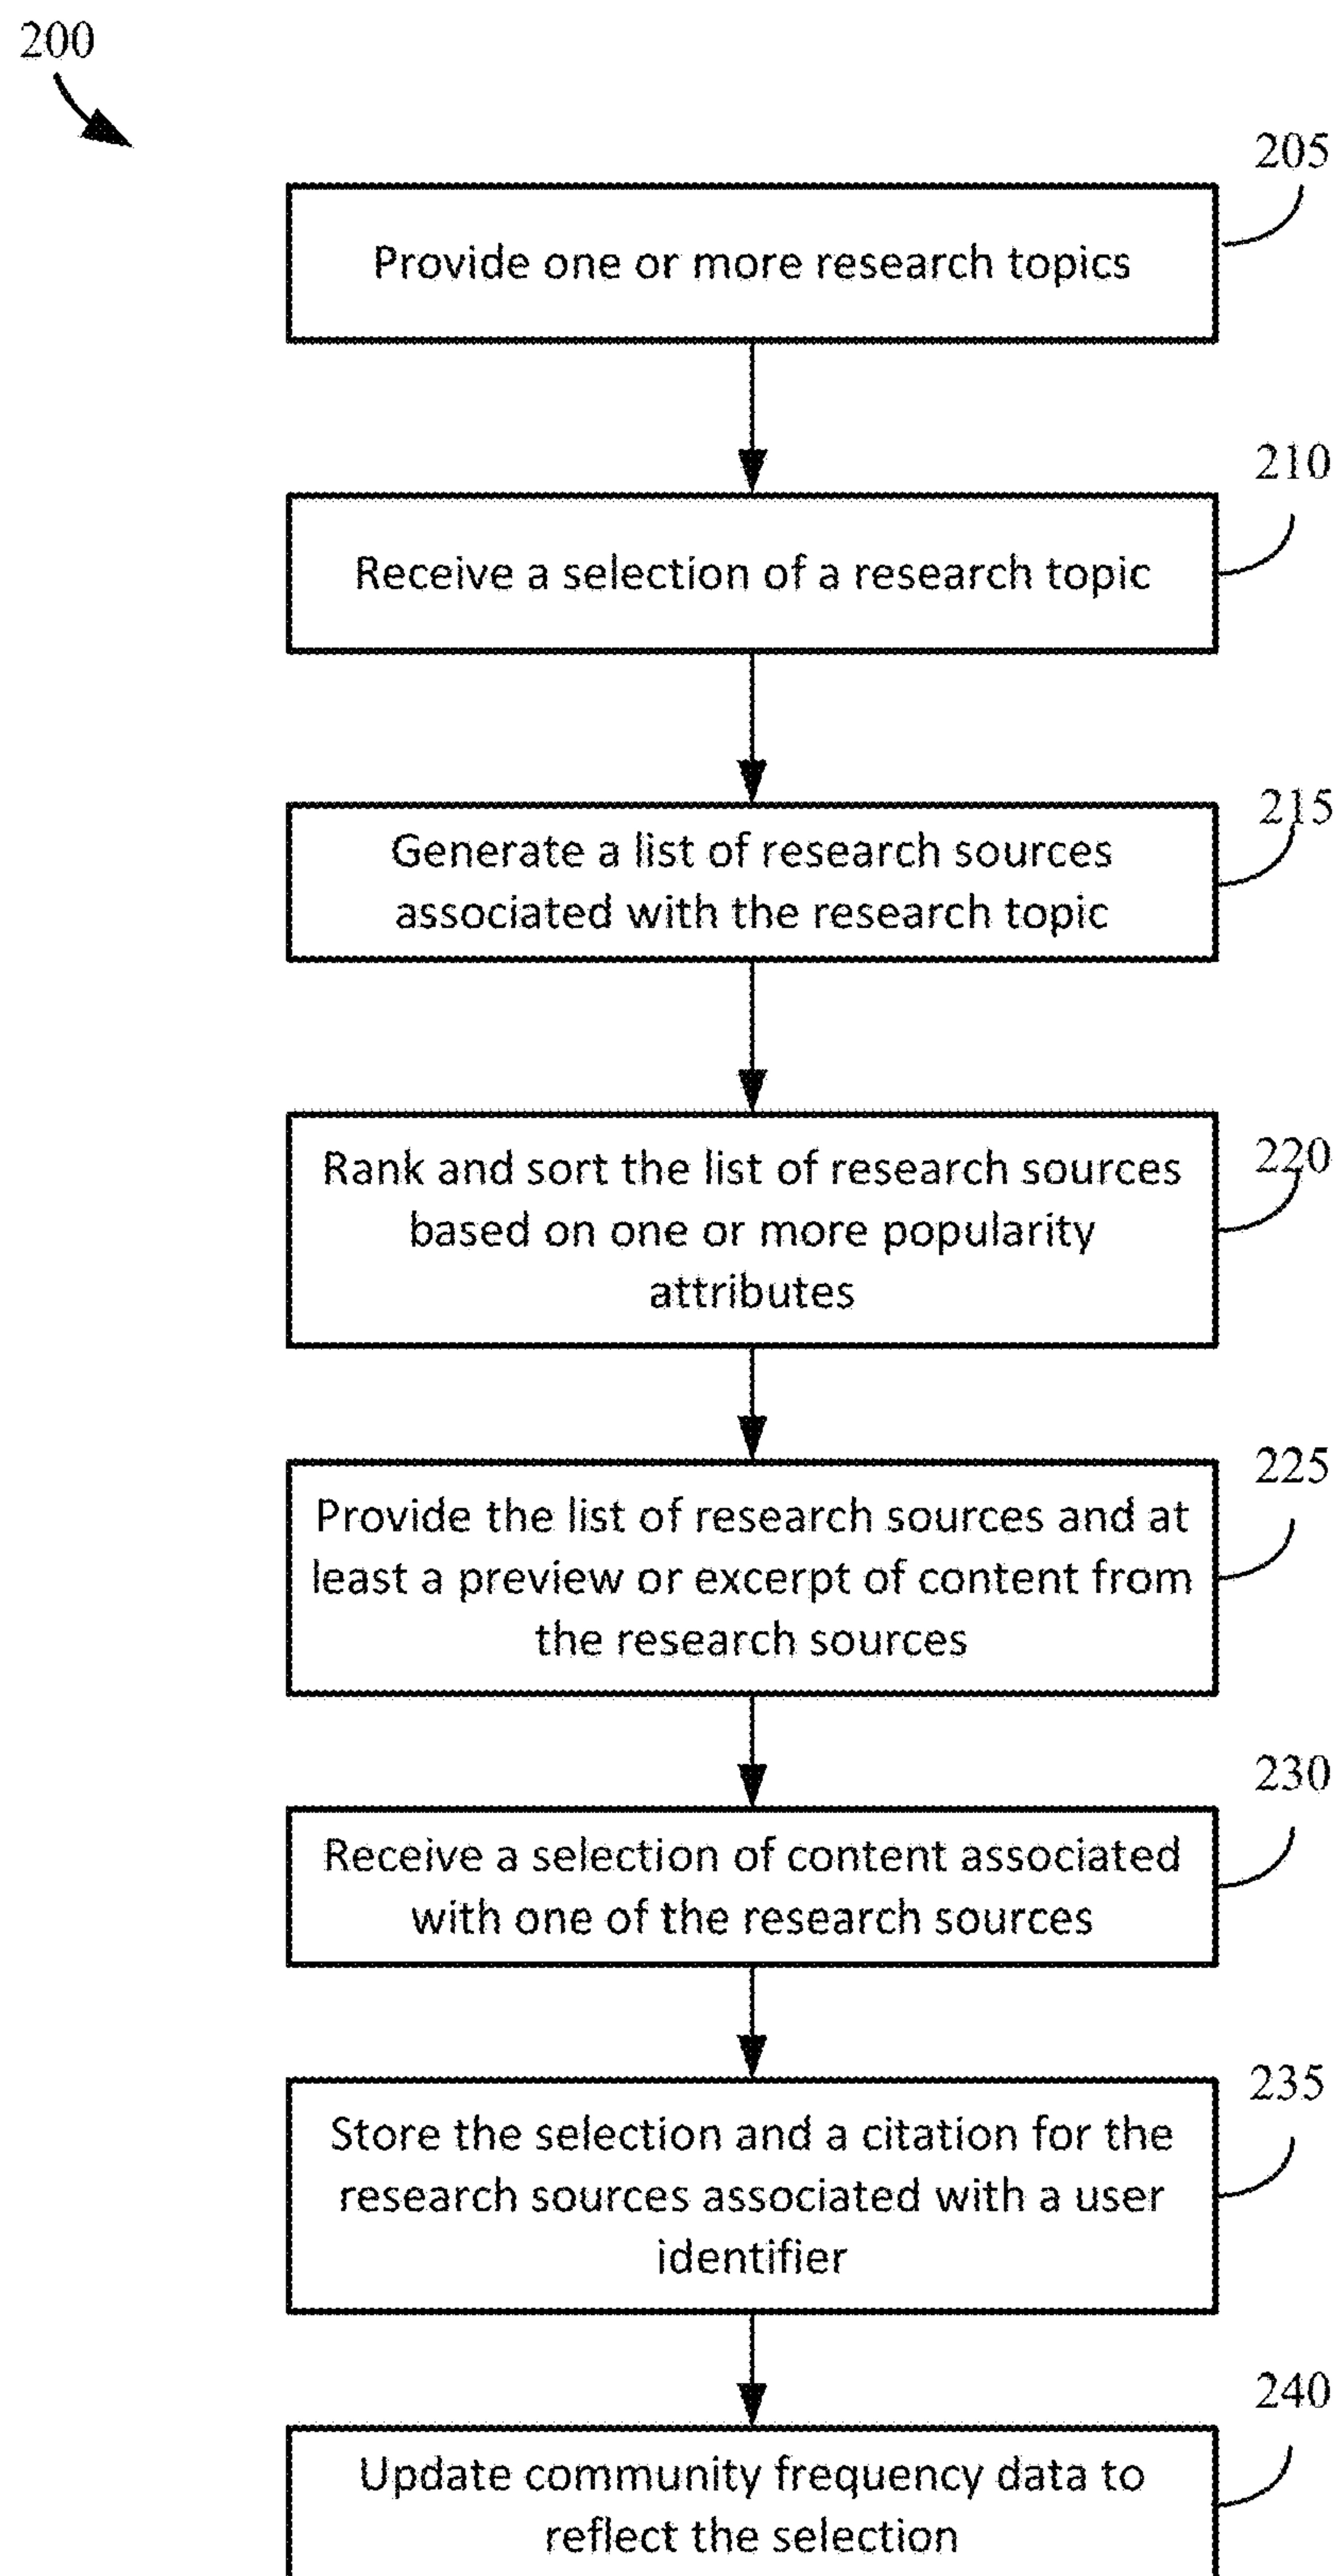 200
205
Provide one or more research topics
210
Receive a selection of a research topic
215
Generate a list of research sources
associated with the research topic
220
Rank and sort the list of research sources
based on one or more popularity
attributes
225
Provide the list of research sources and at
least a preview or excerpt of content from
the research sources
230
Receive a selection of content associated
with one of the research sources
235
Store the selection and a citation for the
research sources associated with a user
identifier
240
Update community frequency data to
reflect the selection